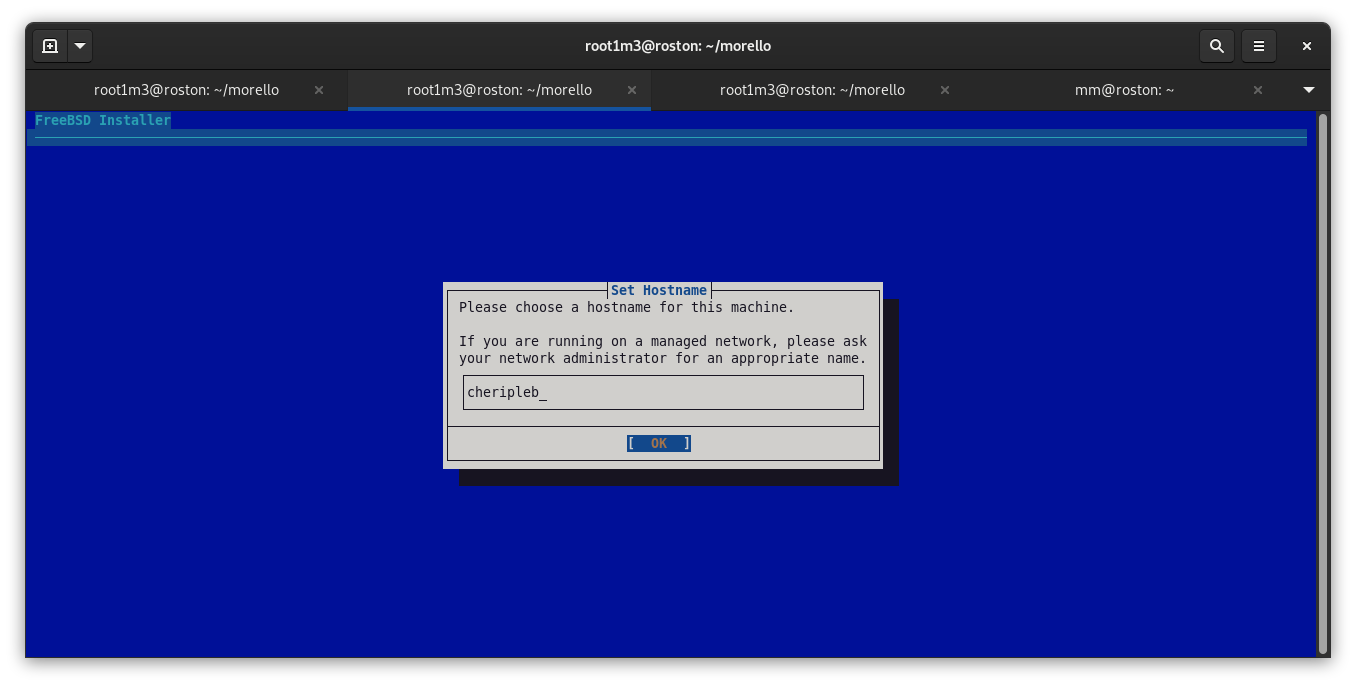 root1m3@roston: ~/morello
root1m3@roston: ~/morello
root1m3@roston: ~/morello
root1m3@roston: ~/morello
mm@roston: ~
FreeBSD Installer
Set Hostname
Please choose a hostname for this machine.
If you are running on a managed network, please ask
your network administrator for an appropriate name.
cheripleb_
[ OK ]